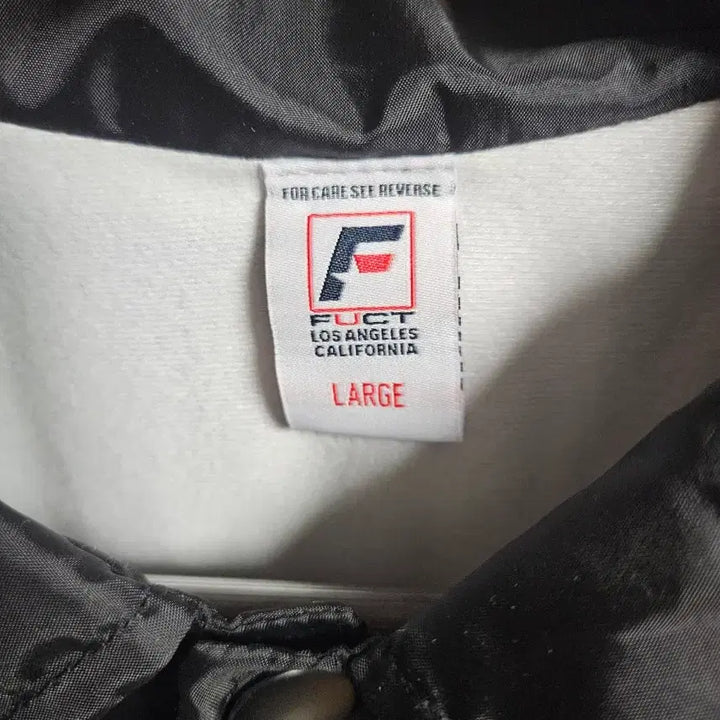 FOR CARE SEE REVERSE
F
FUCT
LOS ANGELES
CALIFORNIA
LARGE